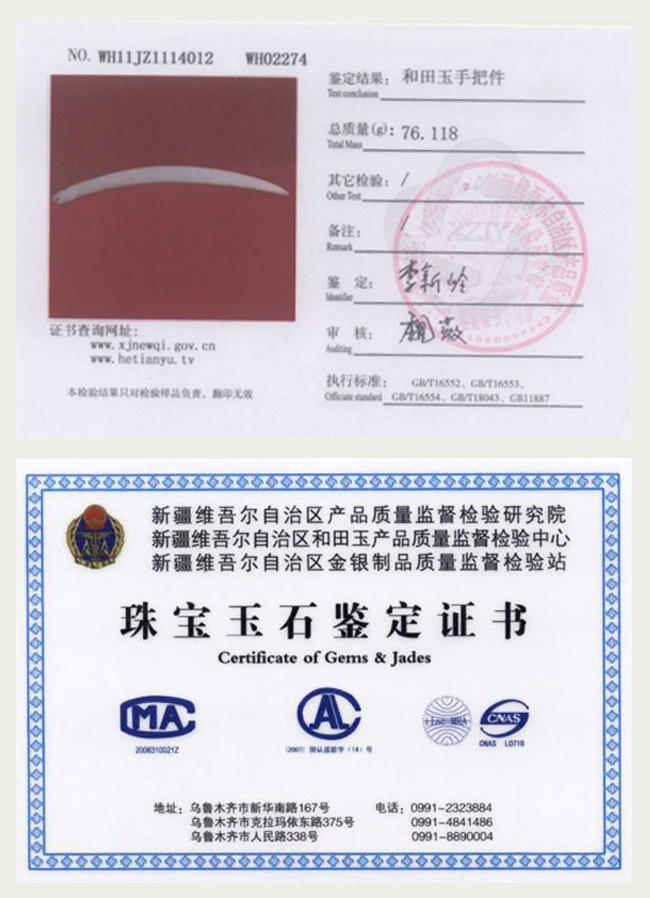 NO. WH11JZ1114012 WH02274
证书查询网址:
www.xjnewqi.gov.cn
www.hetianyu.tv
本检验结果只对检验样品负责,翻印无效
鉴定结果: 和田玉手把件
Test conclusion
总质量(g): 76.118
Total Mass
其它检验: /
Other Test
备注: /
Remark
鉴 定: 李新岭
Identifier
审 核: 魏薇
Auditing
执行标准: GB/T16552、GB/T16553、
Officiate standard GB/T16554、GB/T18043、GB11887
XZJY
新疆维吾尔自治区产品质量监督检验研究院
新疆维吾尔自治区和田玉产品质量监督检验中心
新疆维吾尔自治区金银制品质量监督检验站
珠宝玉石鉴定证书
Certificate of Gems & Jades
CMA
2006310021Z
CAL
(2007) 国认监验字 (14) 号
ilac-MRA
CNAS
CNAS L0718
地址: 乌鲁木齐市新华南路167号 电话: 0991-2323884
乌鲁木齐市克拉玛依东路375号 0991-4841486
乌鲁木齐市人民路338号 0991-8890004